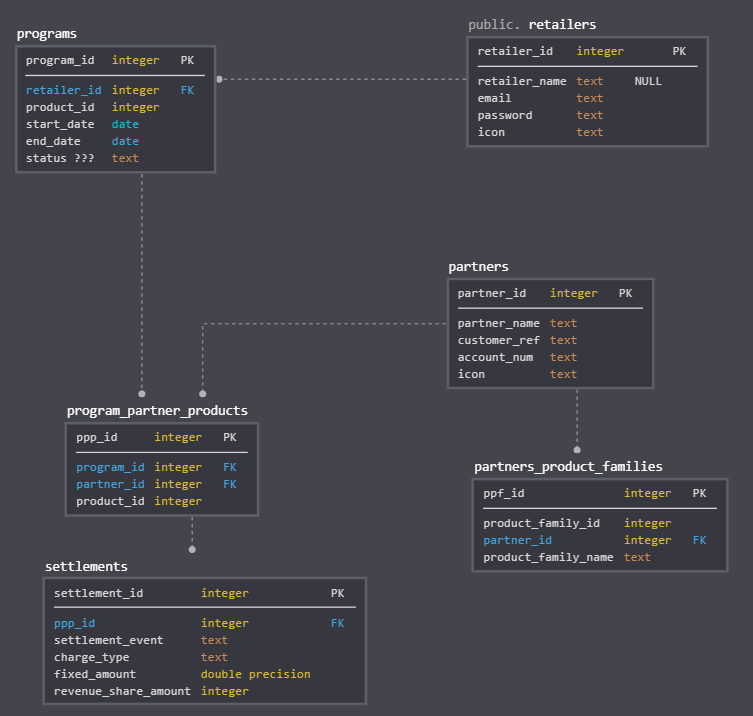 programs
program_id integer PK
retailer_id integer FK
product_id integer
start_date date
end_date date
status ??? text
public. retailers
retailer_id integer PK
retailer_name text NULL
email text
password text
icon text
partners
partner_id integer PK
partner_name text
customer_ref text
account_num text
icon text
program_partner_products
ppp_id integer PK
program_id integer FK
partner_id integer FK
product_id integer
partners_product_families
ppf_id integer PK
product_family_id integer
partner_id integer FK
product_family_name text
settlements
settlement_id integer PK
ppp_id integer FK
settlement_event text
charge_type text
fixed_amount double precision
revenue_share_amount integer